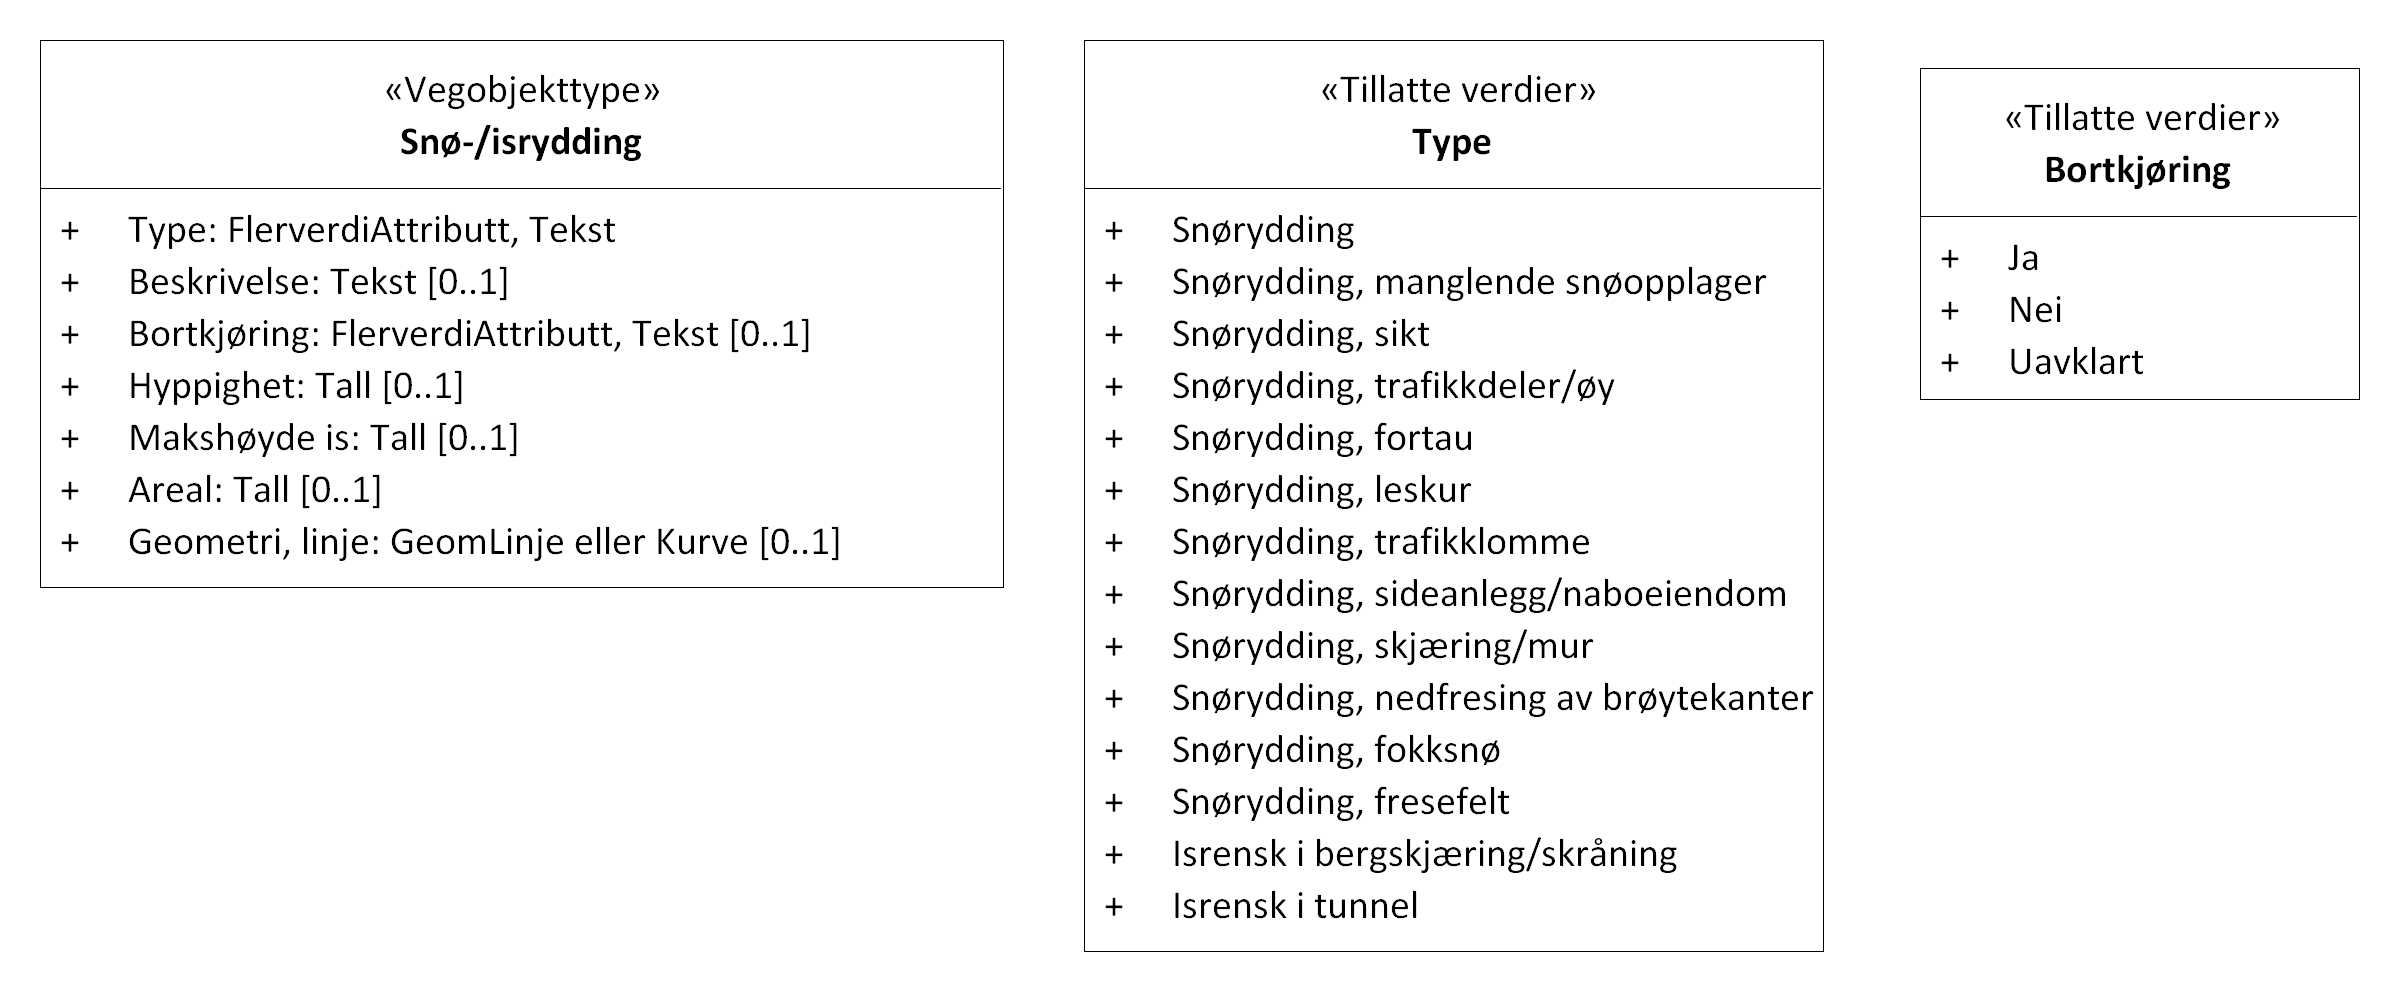 «Vegobjekttype»
Snø-/isrydding
+ Type: FlerverdiAttributt, Tekst
+ Beskrivelse: Tekst [0..1]
+ Bortkjøring: FlerverdiAttributt, Tekst [0..1]
+ Hyppighet: Tall [0..1]
+ Makshøyde is: Tall [0..1]
+ Areal: Tall [0..1]
+ Geometri, linje: GeomLinje eller Kurve [0..1]
«Tillatte verdier»
Type
+ Snørydding
+ Snørydding, manglende snøopplager
+ Snørydding, sikt
+ Snørydding, trafikkdeler/øy
+ Snørydding, fortau
+ Snørydding, leskur
+ Snørydding, trafikklomme
+ Snørydding, sideanlegg/naboeiendom
+ Snørydding, skjæring/mur
+ Snørydding, nedfresing av brøytekanter
+ Snørydding, fokksnø
+ Snørydding, fresefelt
+ Isrensk i bergskjæring/skråning
+ Isrensk i tunnel
«Tillatte verdier»
Bortkjøring
+ Ja
+ Nei
+ Uavklart